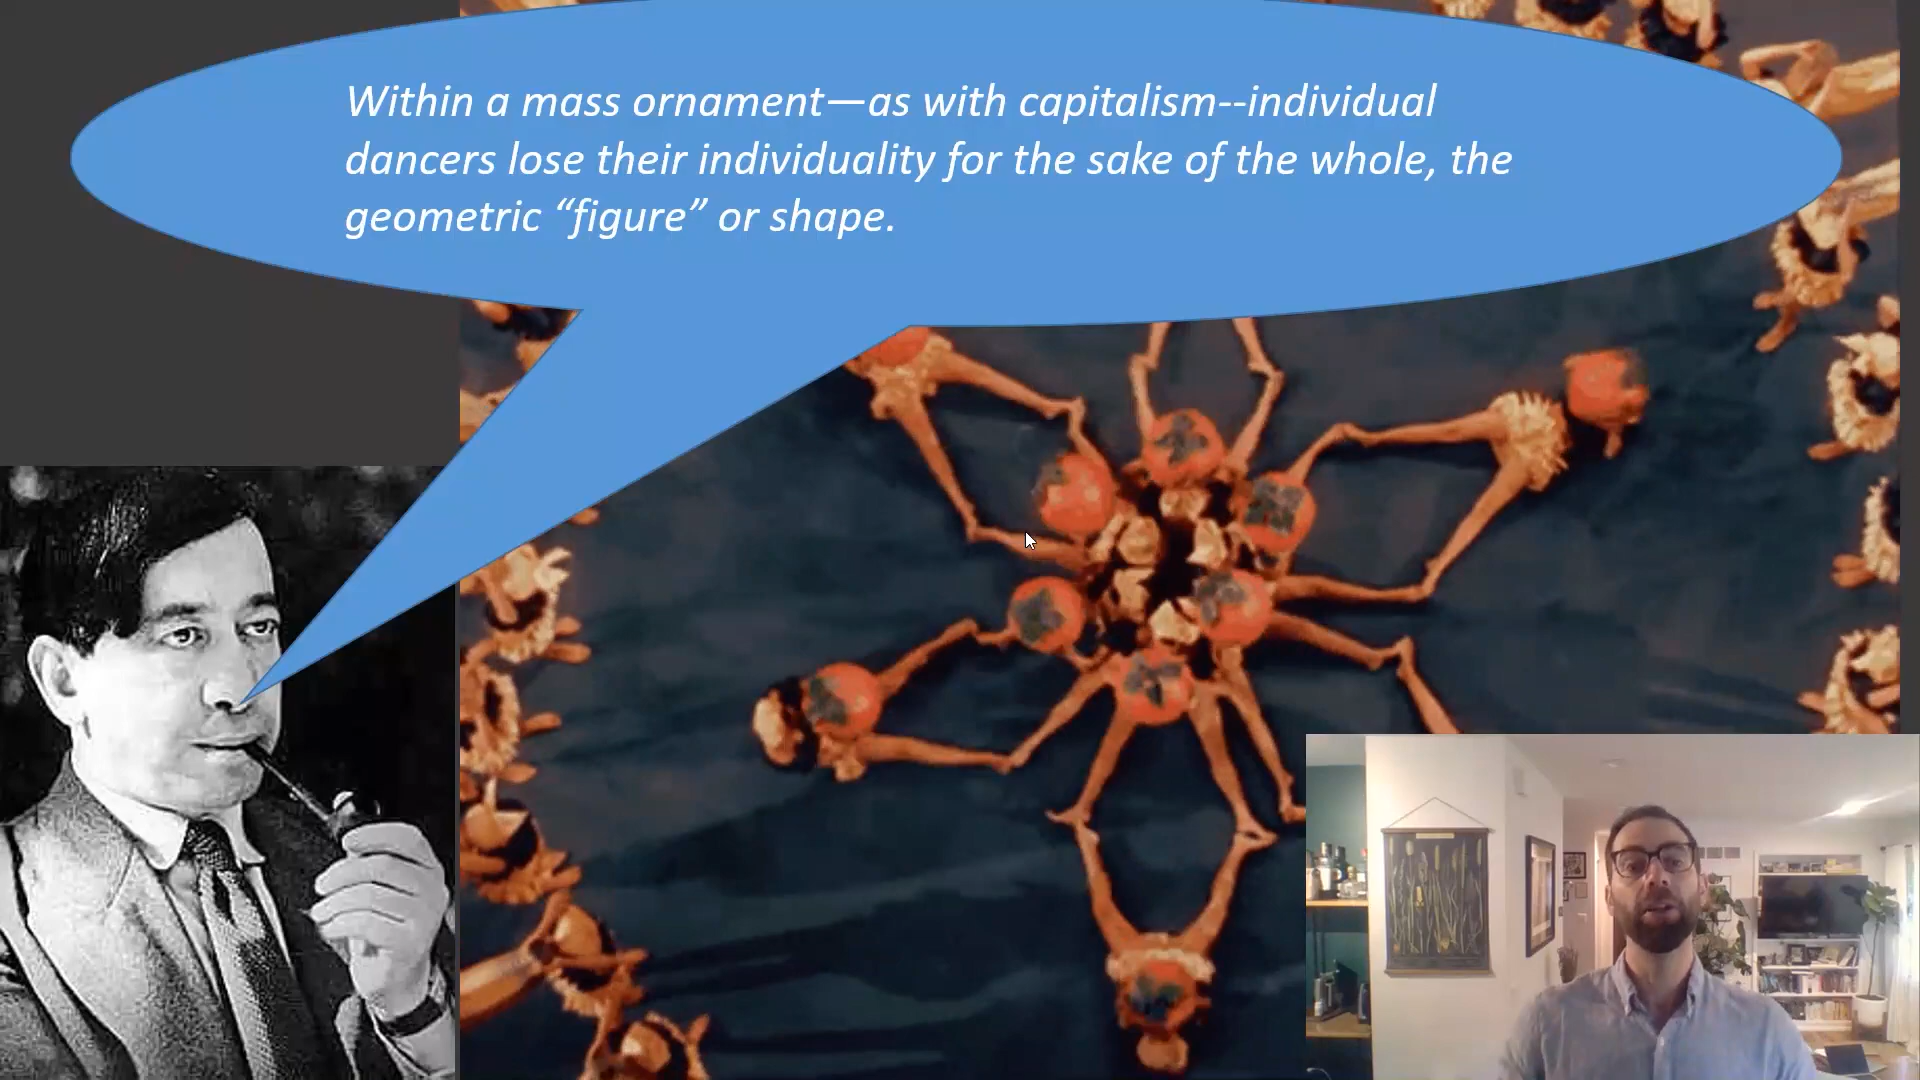 Within a mass ornament—as with capitalism--individual
dancers lose their individuality for the sake of the whole, the
geometric “figure” or shape.